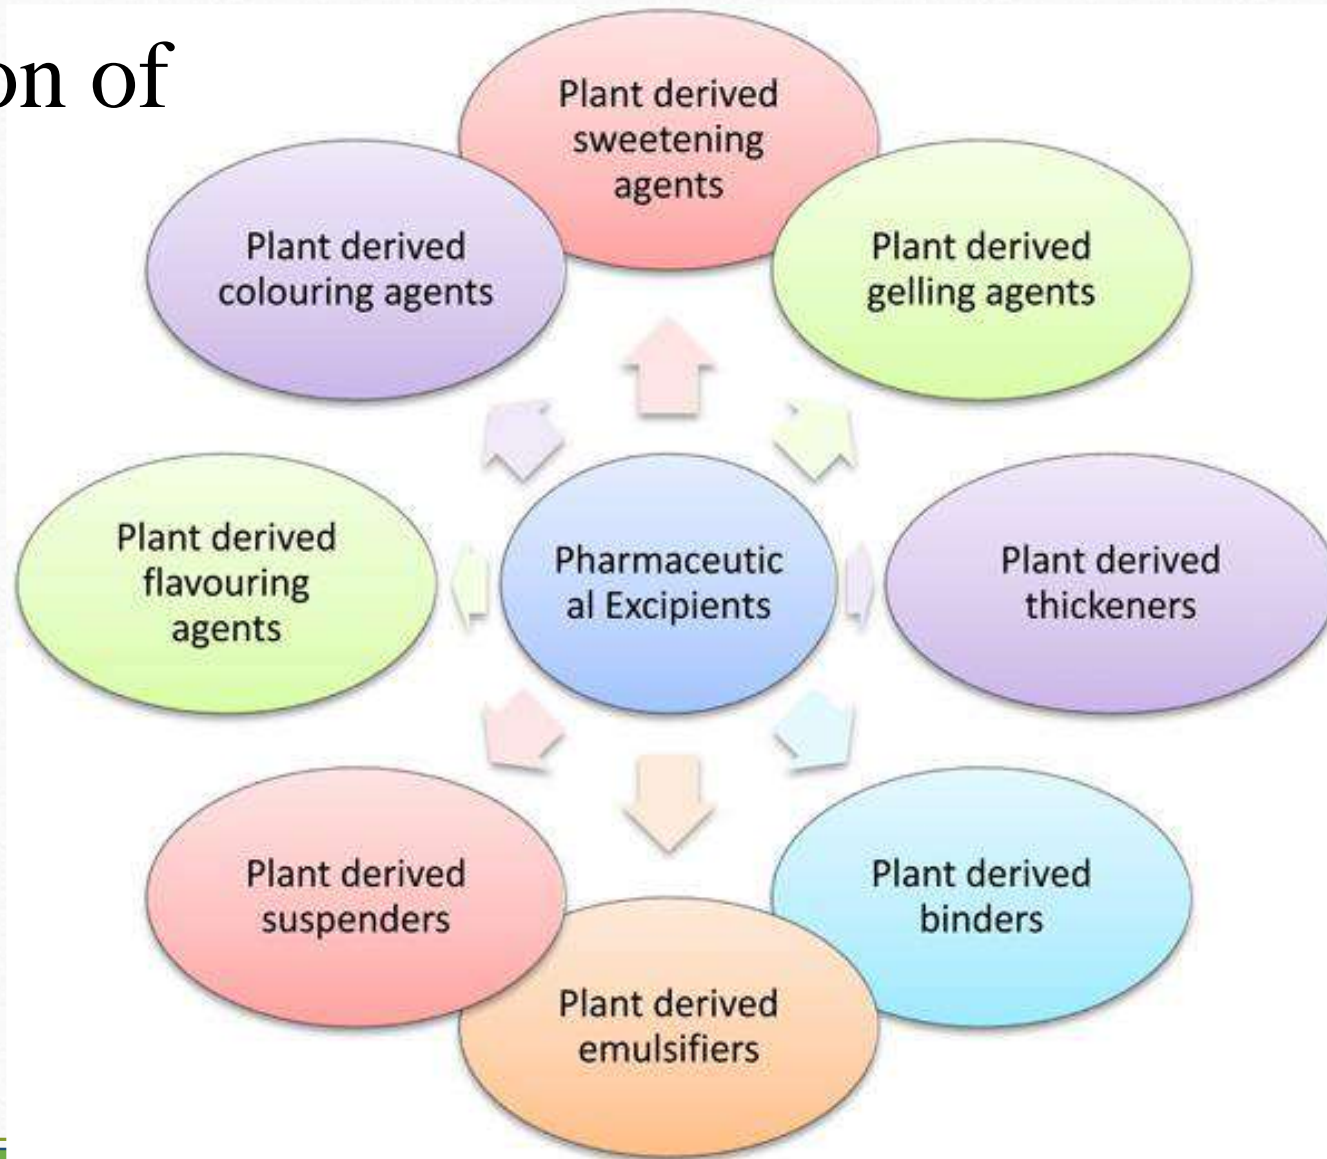 on of
Plant derived
sweetening
agents
Plant derived
gelling agents
Plant derived
thickeners
Plant derived
binders
Plant derived
emulsifiers
Plant derived
suspenders
Plant derived
flavouring
agents
Plant derived
colouring agents
Pharmaceutic
al Excipients